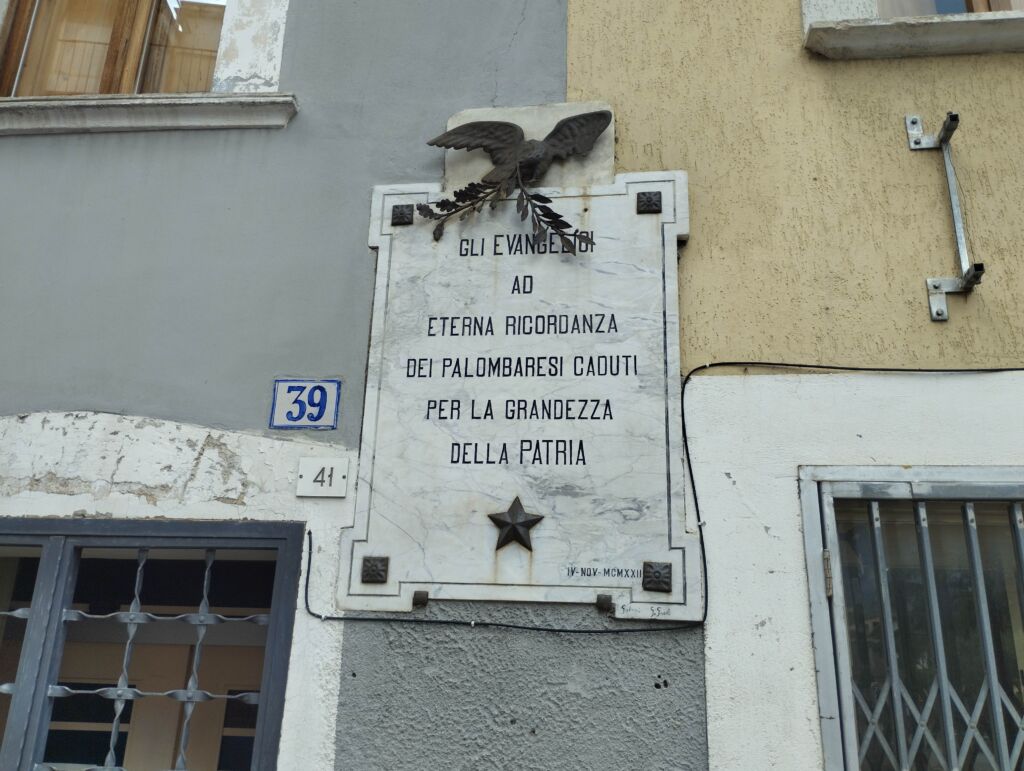 GLI EVANGELICI
AD
ETERNA RICORDANZA
DEI PALOMBARESI CADUTI
PER LA GRANDEZZA
DELLA PATRIA
39
41
IV-NOV-MCMXXII